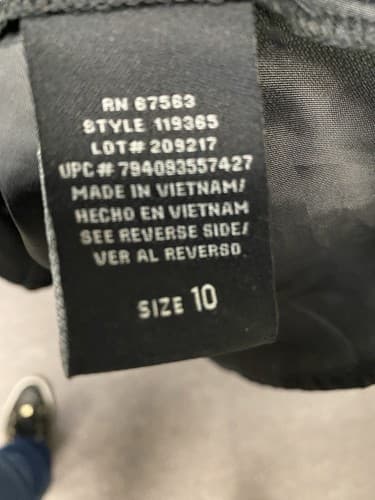 RN 67563
STYLE 119365
LOT# 209217
UPC# 794093557427
MADE IN VIETNAM/
HECHO EN VIETNAM
SEE REVERSE SIDE/
VER AL REVERSO
SIZE 10